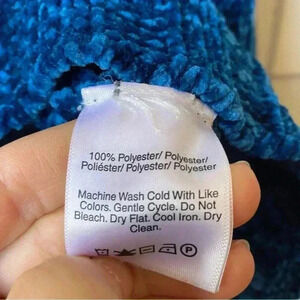 100% Polyester/ Polyester/
Poliéster/ Polyester/ Polyester
Machine Wash Cold With Like
Colors. Gentle Cycle. Do Not
Bleach. Dry Flat. Cool Iron. Dry
Clean.